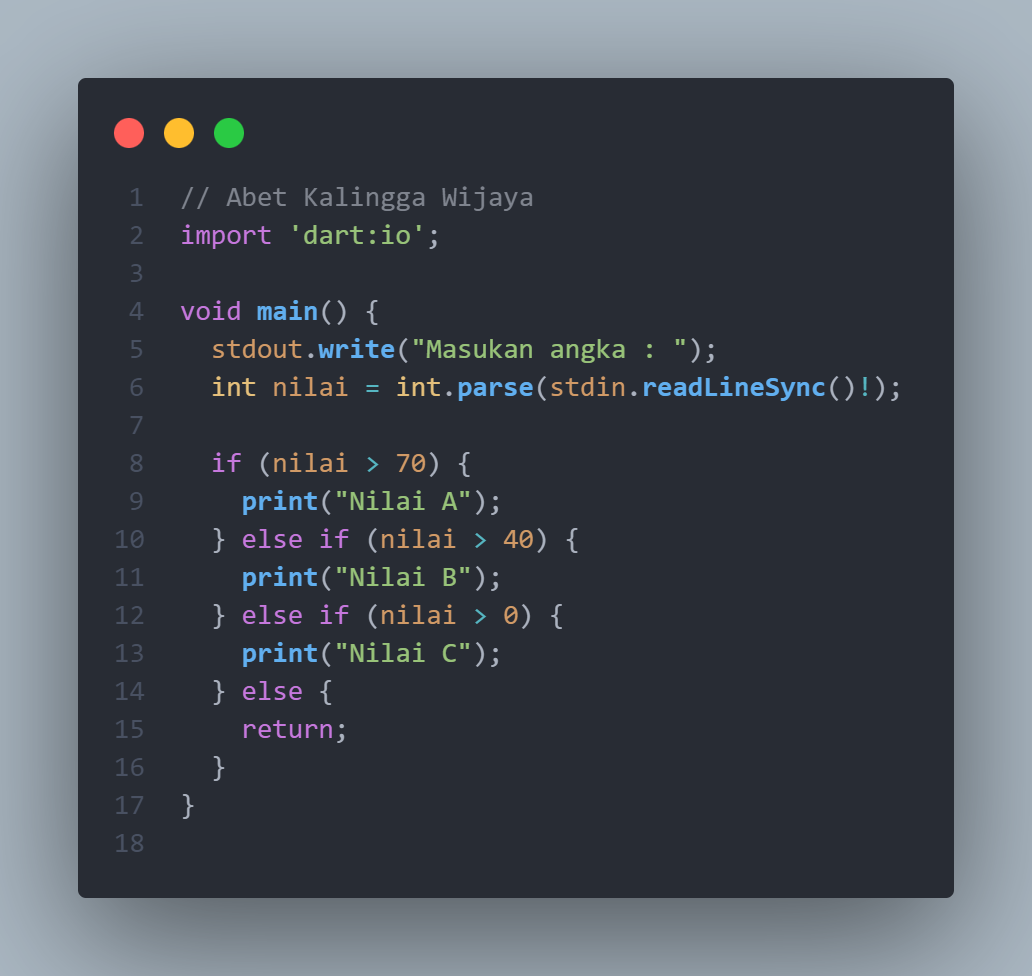 1 // Abet Kalingga Wijaya
2 import 'dart:io';
3
4 void main() {
5   stdout.write("Masukan angka : ");
6   int nilai = int.parse(stdin.readLineSync()!);
7
8   if (nilai > 70) {
9     print("Nilai A");
10   } else if (nilai > 40) {
11     print("Nilai B");
12   } else if (nilai > 0) {
13     print("Nilai C");
14   } else {
15     return;
16   }
17 }
18